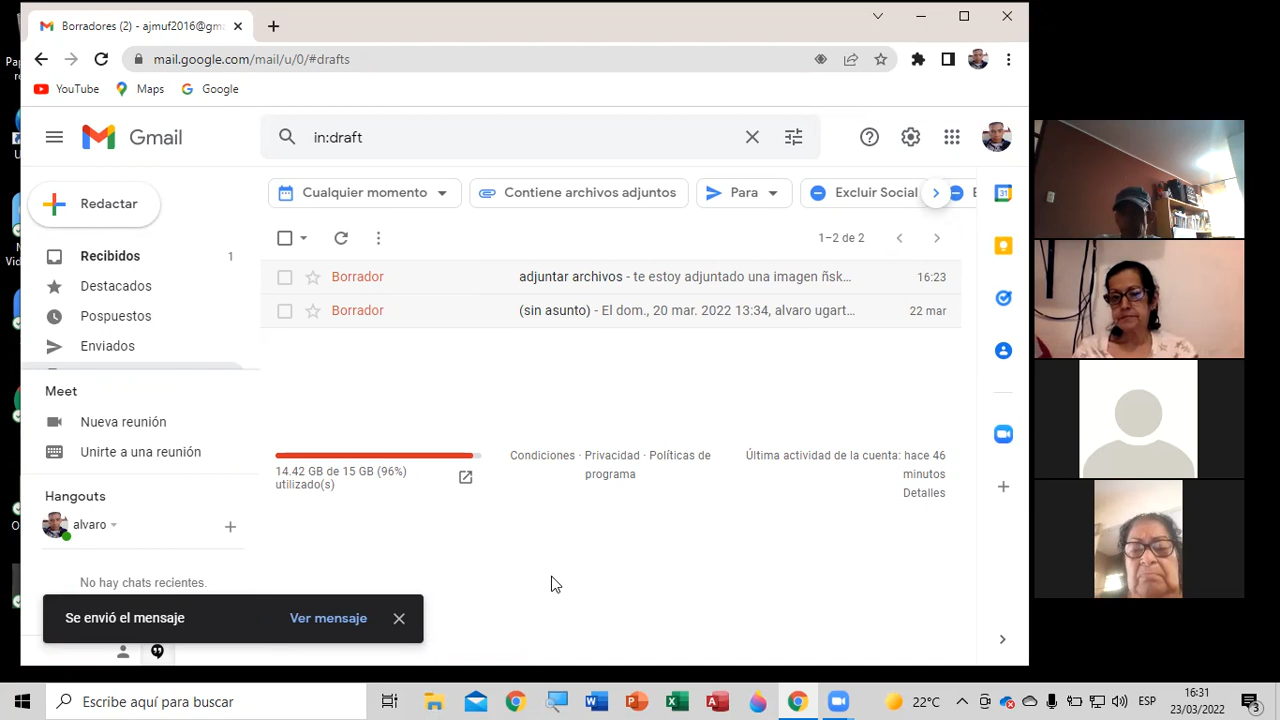 Borradores (2) - ajmuf2016@gma
mail.google.com/mail/u/0/#drafts
YouTube Maps Google
Gmail
in:draft
Cualquier momento Contiene archivos adjuntos Para Excluir Social
Redactar
1–2 de 2
Recibidos 1
Destacados
Pospuestos
Enviados
Borrador adjuntar archivos - te estoy adjuntado una imagen ñsk... 16:23
Borrador (sin asunto) - El dom., 20 mar. 2022 13:34, alvaro ugart... 22 mar
Meet
Nueva reunión
Unirte a una reunión
14.42 GB de 15 GB (96%)
utilizado(s)
Condiciones · Privacidad · Políticas de
programa
Última actividad de la cuenta: hace 46
minutos
Detalles
Hangouts
alvaro
No hay chats recientes.
Se envió el mensaje Ver mensaje
Escribe aquí para buscar
22°C
ESP
16:31
23/03/2022
3